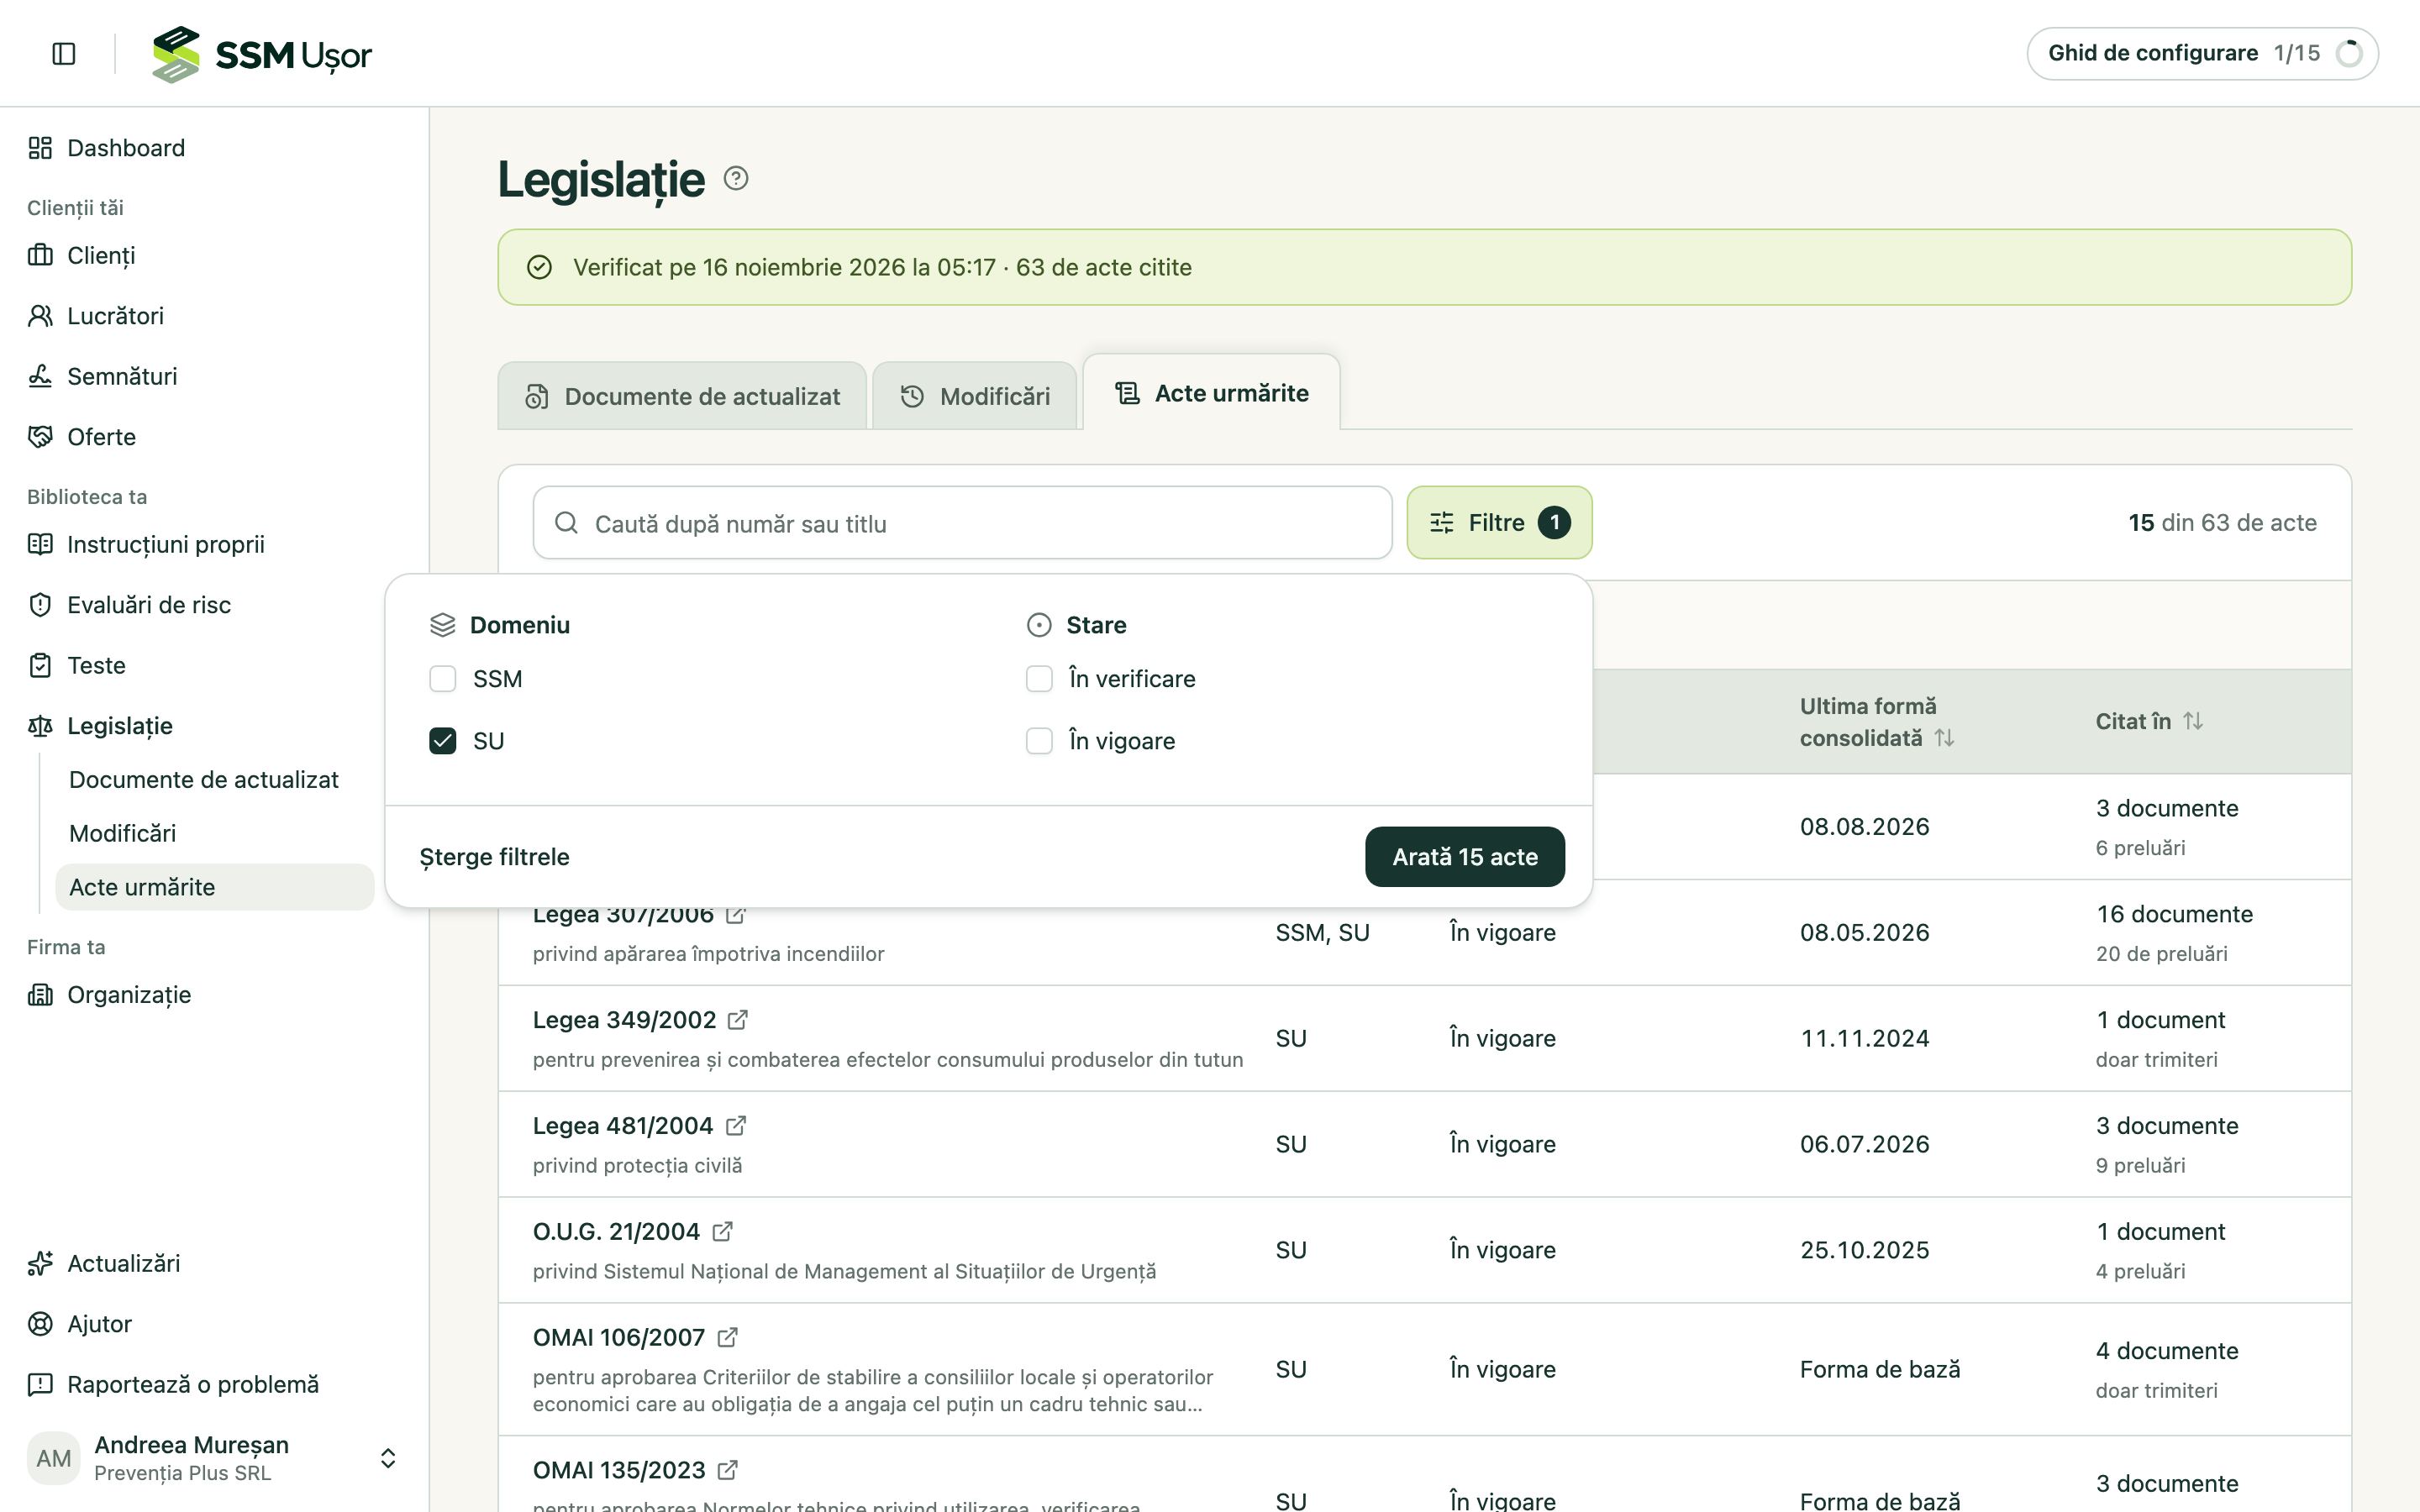 SSM Ușor
Ghid de configurare 1/15
Dashboard
Clienții tăi
Clienți
Lucrători
Semnături
Oferte
Biblioteca ta
Instrucțiuni proprii
Evaluări de risc
Teste
Legislație
Documente de actualizat
Modificări
Acte urmărite
Firma ta
Organizație
Actualizări
Ajutor
Raportează o problemă
AM
Andreea Mureșan
Prevenția Plus SRL
Legislație
Verificat pe 16 noiembrie 2026 la 05:17 · 63 de acte citite
Documente de actualizat
Modificări
Acte urmărite
Caută după număr sau titlu
Filtre 1
15 din 63 de acte
Domeniu
SSM
SU
Stare
În verificare
În vigoare
Șterge filtrele
Arată 15 acte
Ultima formă
consolidată
Citat în
08.08.2026
3 documente
6 preluări
Legea 307/2006
privind apărarea împotriva incendiilor
SSM, SU
În vigoare
08.05.2026
16 documente
20 de preluări
Legea 349/2002
pentru prevenirea și combaterea efectelor consumului produselor din tutun
SU
În vigoare
11.11.2024
1 document
doar trimiteri
Legea 481/2004
privind protecția civilă
SU
În vigoare
06.07.2026
3 documente
9 preluări
O.U.G. 21/2004
privind Sistemul Național de Management al Situațiilor de Urgență
SU
În vigoare
25.10.2025
1 document
4 preluări
OMAI 106/2007
pentru aprobarea Criteriilor de stabilire a consiliilor locale și operatorilor
economici care au obligația de a angaja cel puțin un cadru tehnic sau...
SU
În vigoare
Forma de bază
4 documente
doar trimiteri
OMAI 135/2023
pentru aprobarea Normelor tehnice privind utilizarea, verificarea
SU
În vigoare
Forma de bază
3 documente